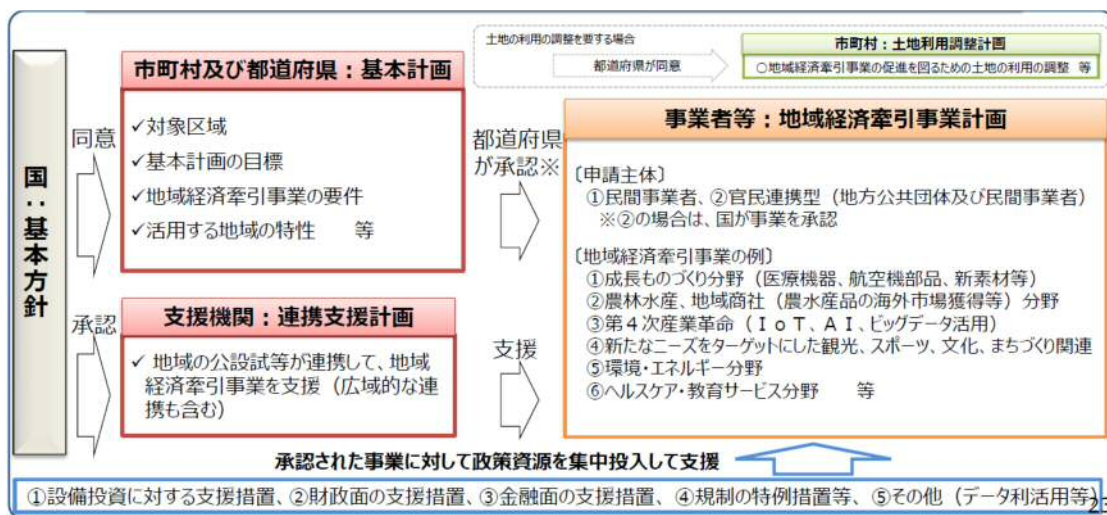 土地の利用の調整を要する場合
都道府県が同意
市町村：土地利用調整計画
○地域経済牽引事業の促進を図るための土地の利用の調整　等
国：基本方針
同意
市町村及び都道府県：基本計画
✓対象区域
✓基本計画の目標
✓地域経済牽引事業の要件
✓活用する地域の特性　　等
都道府県
が承認※
事業者等：地域経済牽引事業計画
〔申請主体〕
①民間事業者、②官民連携型（地方公共団体及び民間事業者）
※②の場合は、国が事業を承認
〔地域経済牽引事業の例〕
①成長ものづくり分野（医療機器、航空機部品、新素材等）
②農林水産、地域商社（農水産品の海外市場獲得等）分野
③第４次産業革命（ＩｏＴ、ＡＩ、ビッグデータ活用）
④新たなニーズをターゲットにした観光、スポーツ、文化、まちづくり関連
⑤環境・エネルギー分野
⑥ヘルスケア・教育サービス分野　　等
承認
支援機関：連携支援計画
✓ 地域の公設試等が連携して、地域
経済牽引事業を支援（広域的な連
携も含む）
支援
承認された事業に対して政策資源を集中投入して支援
①設備投資に対する支援措置、②財政面の支援措置、③金融面の支援措置、④規制の特例措置等、⑤その他（データ利活用等）